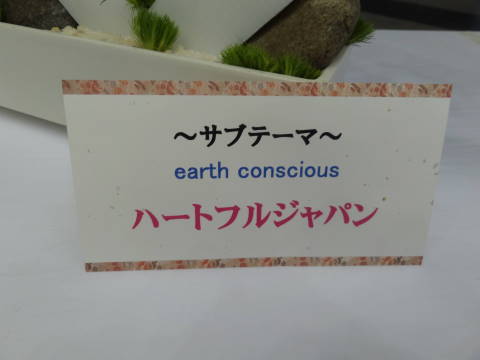 ～サブテーマ～
earth conscious
ハートフルジャパン